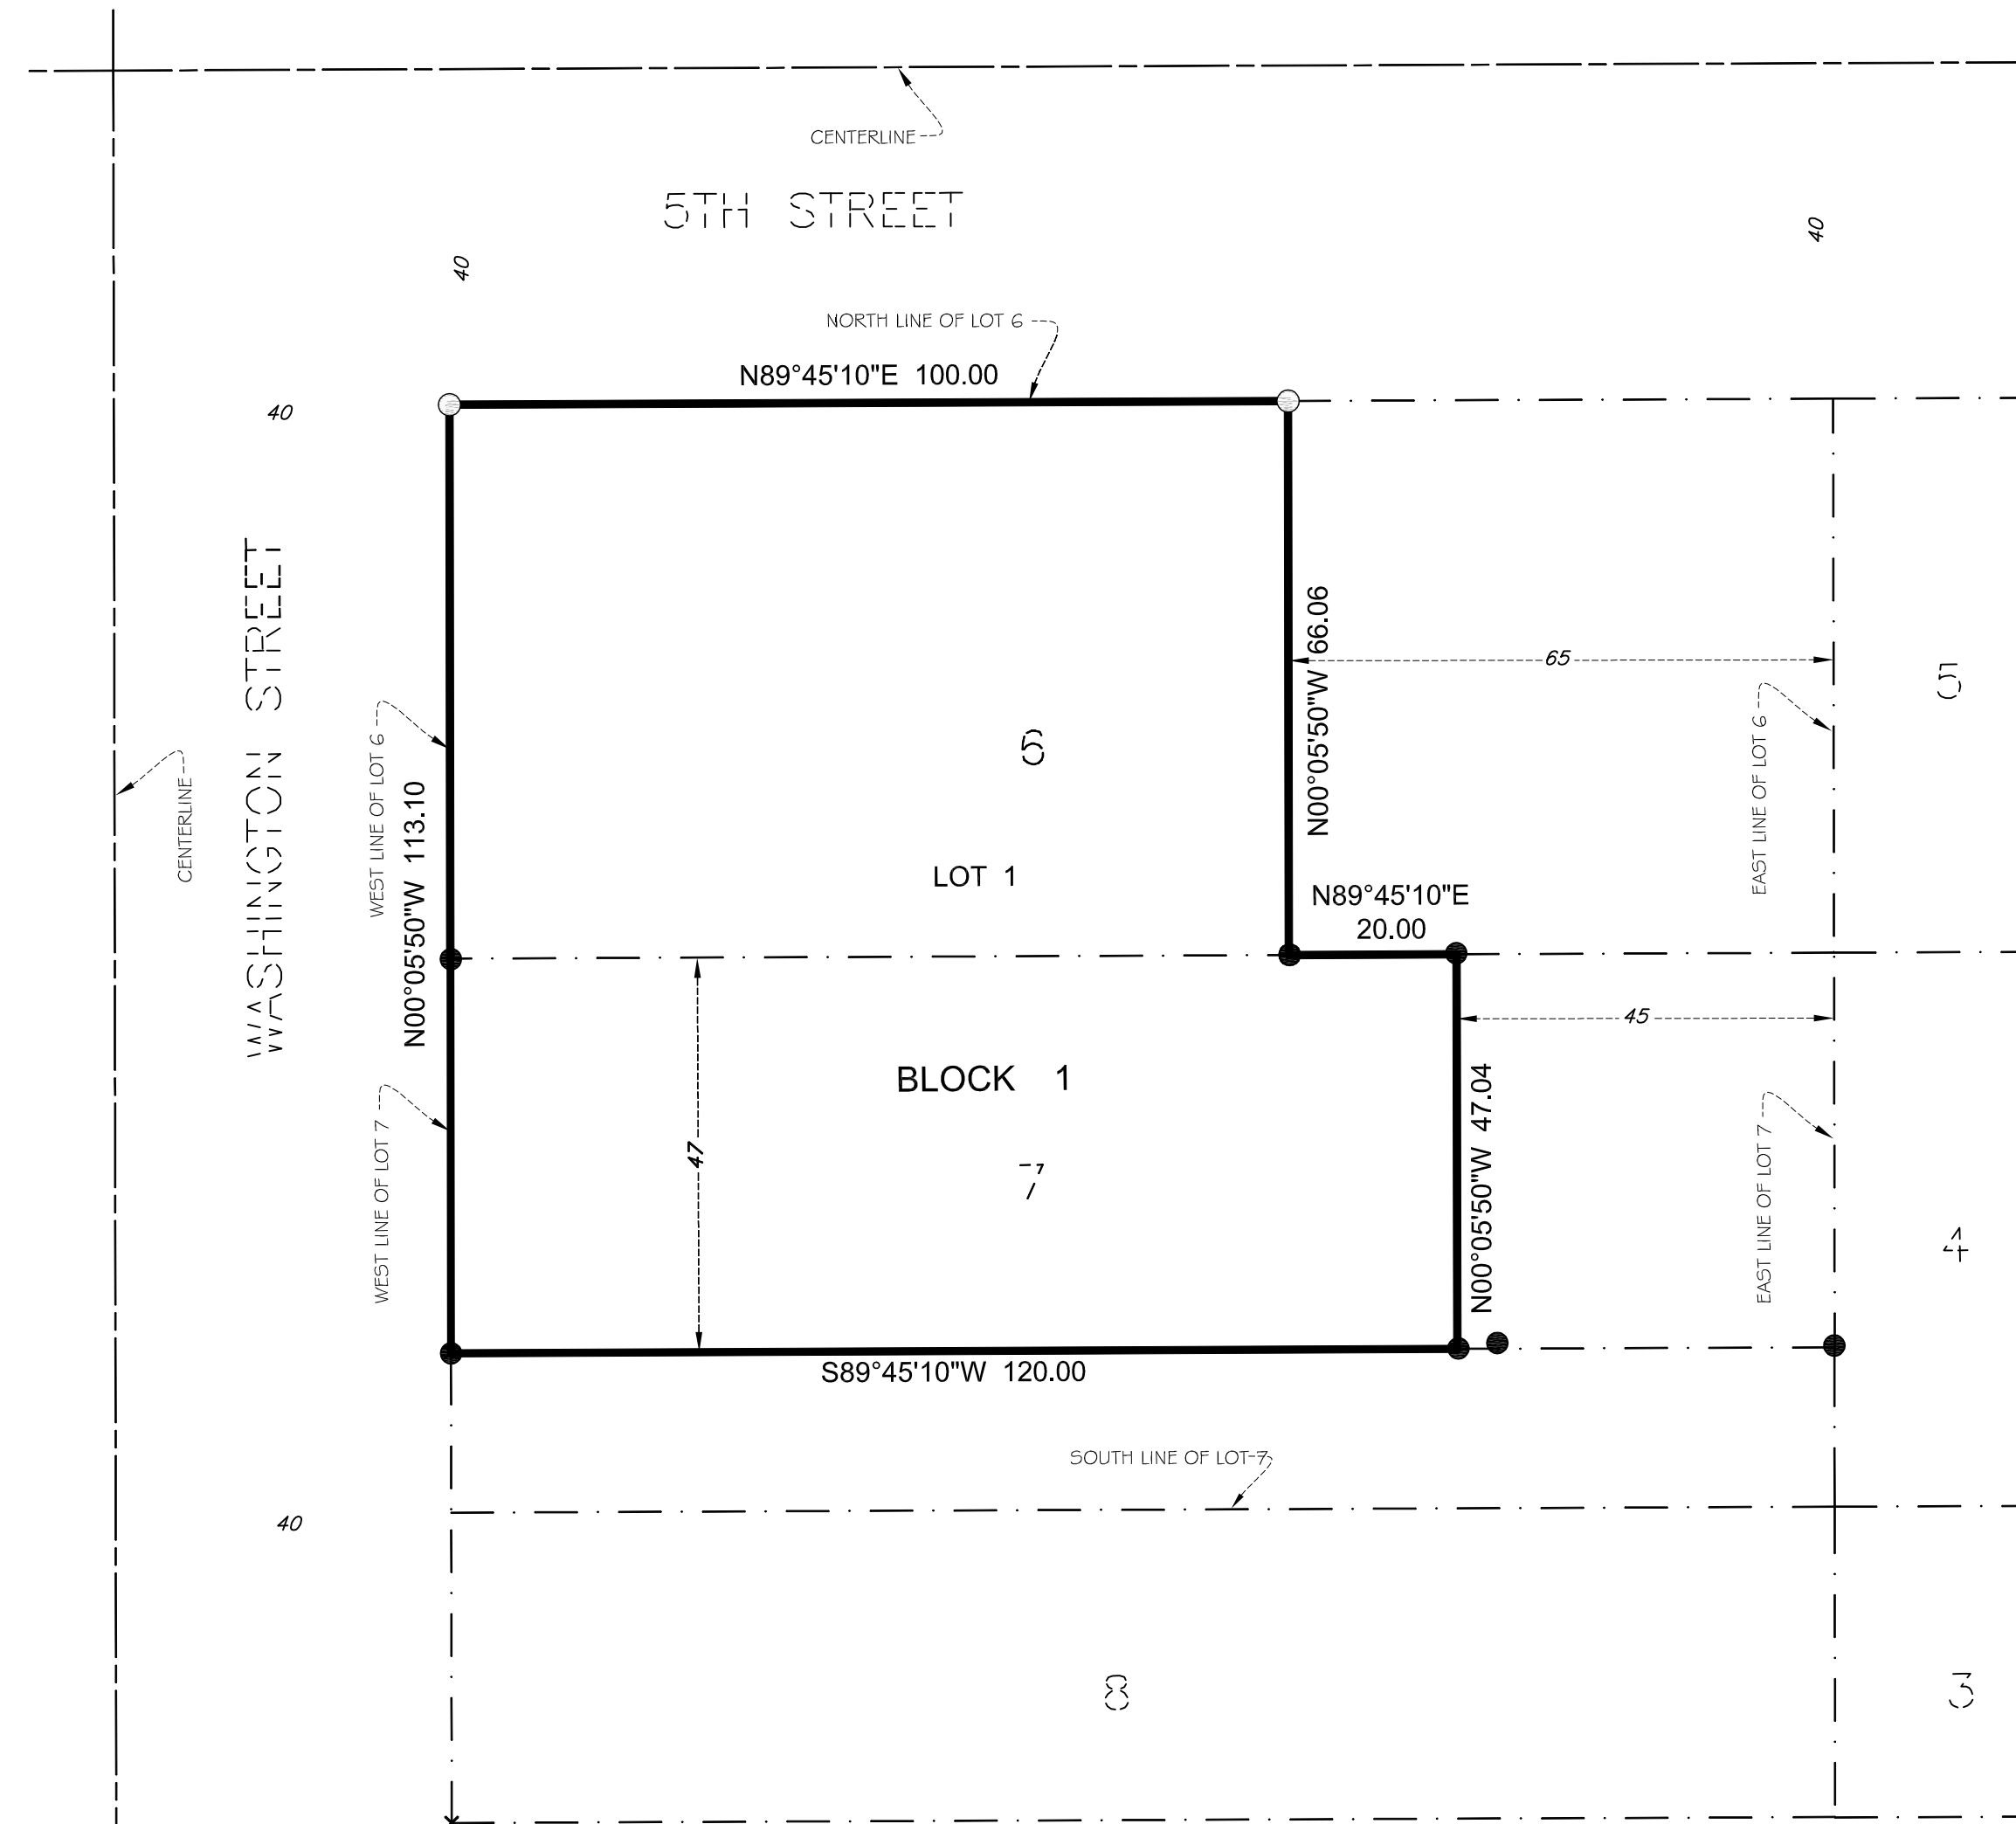 CENTERLINE
5TH STREET
40
40
NORTH LINE OF LOT 6
N89°45'10"E 100.00
40
WASHINGTON STREET
CENTERLINE
WEST LINE OF LOT 6
N00°05'50"W 113.10
N00°05'50"W 66.06
65
EAST LINE OF LOT 6
5
6
LOT 1
N89°45'10"E
20.00
45
BLOCK 1
47
7
N00°05'50"W 47.04
WEST LINE OF LOT 7
EAST LINE OF LOT 7
4
S89°45'10"W 120.00
SOUTH LINE OF LOT 7
40
8
3